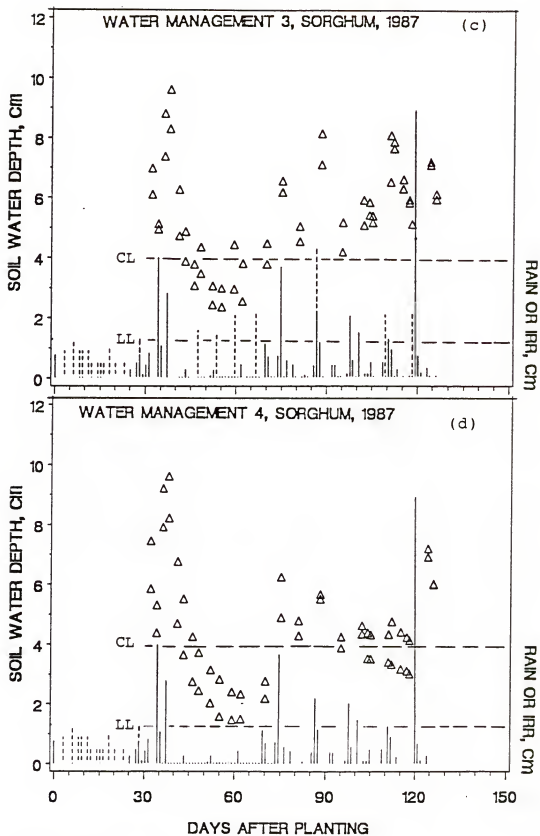 WATER MANAGEMENT 3, SORGHUM, 1987 (c)
12
10
8
6
4
2
0
SOIL WATER DEPTH, cm
CL
LL
RAIN OR IRR, cm
WATER MANAGEMENT 4, SORGHUM, 1987 (d)
12
10
8
6
4
2
0
SOIL WATER DEPTH, cm
CL
LL
RAIN OR IRR, cm
0 30 60 90 120 150
DAYS AFTER PLANTING